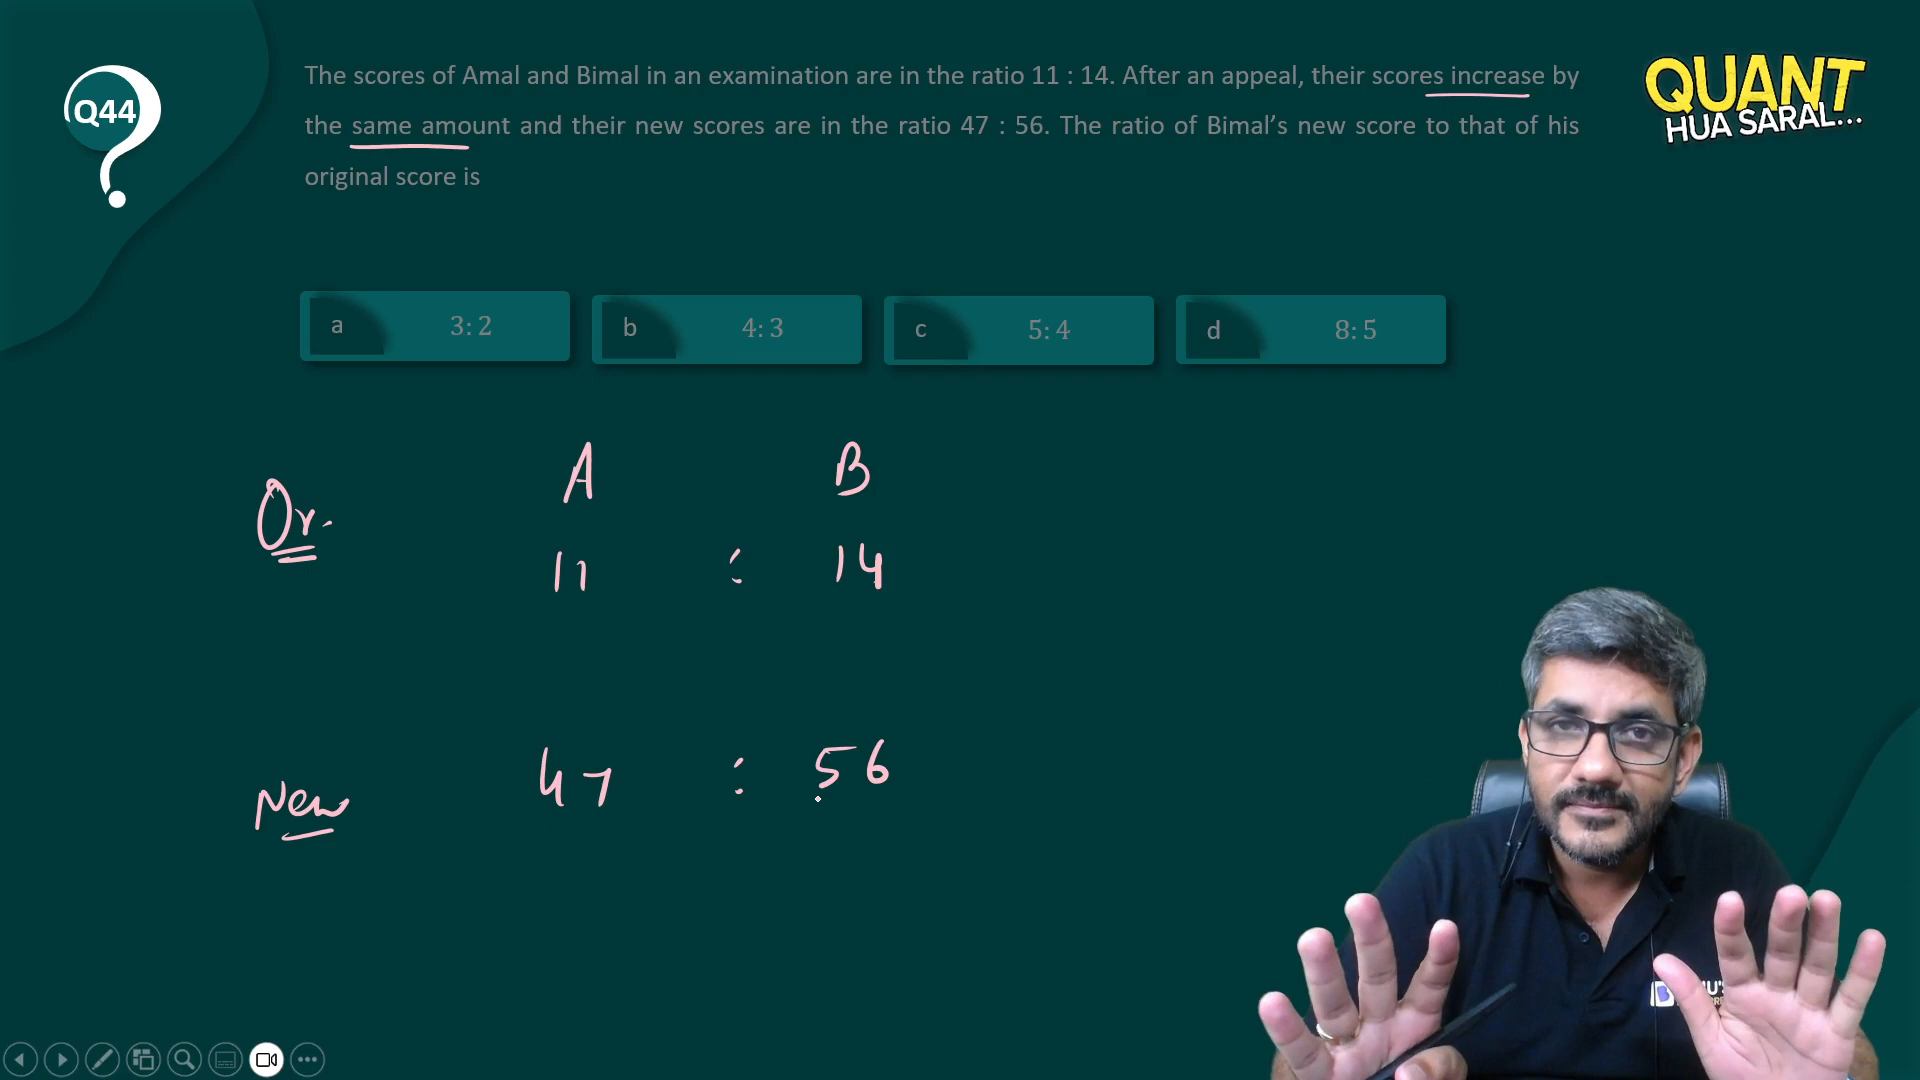 Q44
The scores of Amal and Bimal in an examination are in the ratio 11 : 14. After an appeal, their scores increase by
the same amount and their new scores are in the ratio 47 : 56. The ratio of Bimal’s new score to that of his
original score is
QUANT
HUA SARAL...
a 3: 2
b 4: 3
c 5: 4
d 8: 5
A B
Or.
11 : 14
47 : 56
New